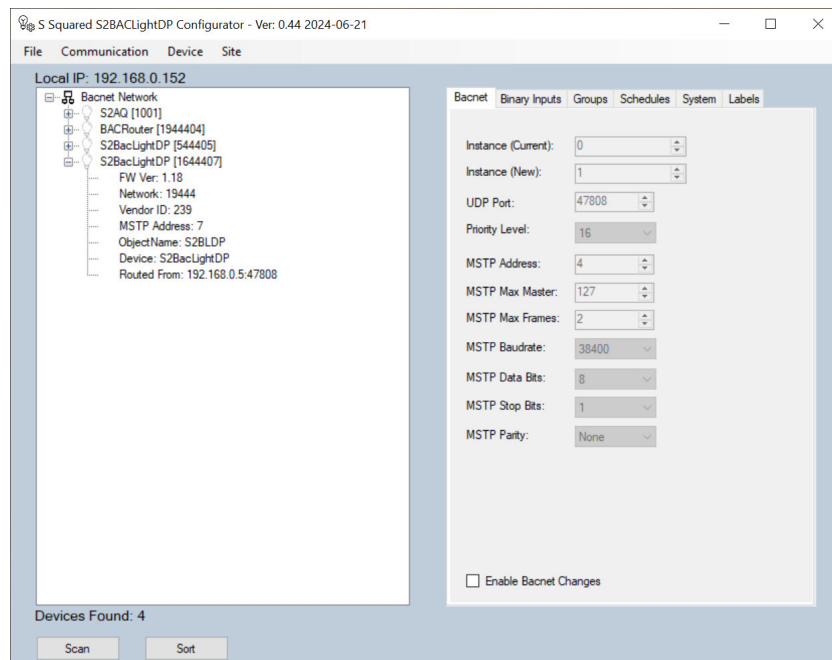 S Squared S2BACLightDP Configurator - Ver: 0.44 2024-06-21
File Communication Device Site
Local IP: 192.168.0.152
Bacnet Network
S2AQ [1001]
BACRouter [1944404]
S2BacLightDP [544405]
S2BacLightDP [1644407]
FW Ver: 1.18
Network: 19444
Vendor ID: 239
MSTP Address: 7
ObjectName: S2BLDP
Device: S2BacLightDP
Routed From: 192.168.0.5:47808
Devices Found: 4
Scan Sort
Bacnet Binary Inputs Groups Schedules System Labels
Instance (Current): 0
Instance (New): 1
UDP Port: 47808
Priority Level: 16
MSTP Address: 4
MSTP Max Master: 127
MSTP Max Frames: 2
MSTP Baudrate: 38400
MSTP Data Bits: 8
MSTP Stop Bits: 1
MSTP Parity: None
Enable Bacnet Changes